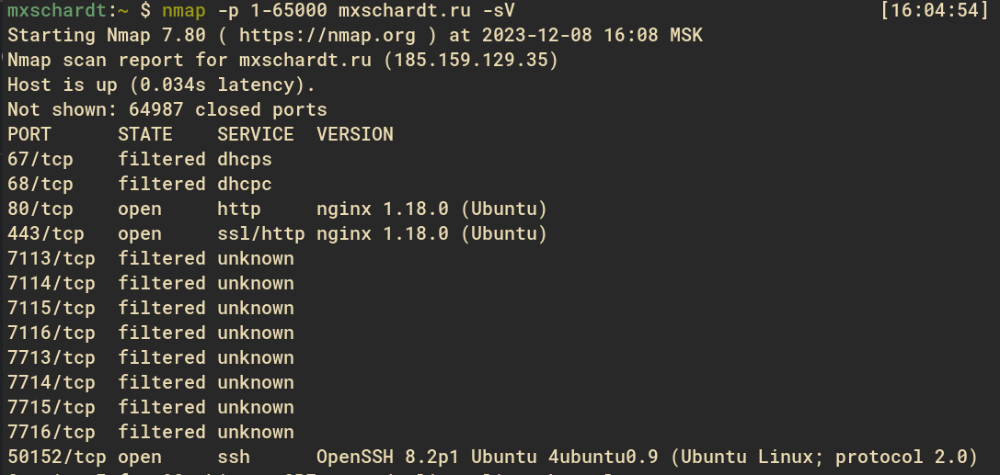 mxschardt:~ $ nmap -p 1-65000 mxschardt.ru -sV [16:04:54]
Starting Nmap 7.80 ( https://nmap.org ) at 2023-12-08 16:08 MSK
Nmap scan report for mxschardt.ru (185.159.129.35)
Host is up (0.034s latency).
Not shown: 64987 closed ports
PORT STATE SERVICE VERSION
67/tcp filtered dhcps
68/tcp filtered dhcpc
80/tcp open http nginx 1.18.0 (Ubuntu)
443/tcp open ssl/http nginx 1.18.0 (Ubuntu)
7113/tcp filtered unknown
7114/tcp filtered unknown
7115/tcp filtered unknown
7116/tcp filtered unknown
7713/tcp filtered unknown
7714/tcp filtered unknown
7715/tcp filtered unknown
7716/tcp filtered unknown
50152/tcp open ssh OpenSSH 8.2p1 Ubuntu 4ubuntu0.9 (Ubuntu Linux; protocol 2.0)